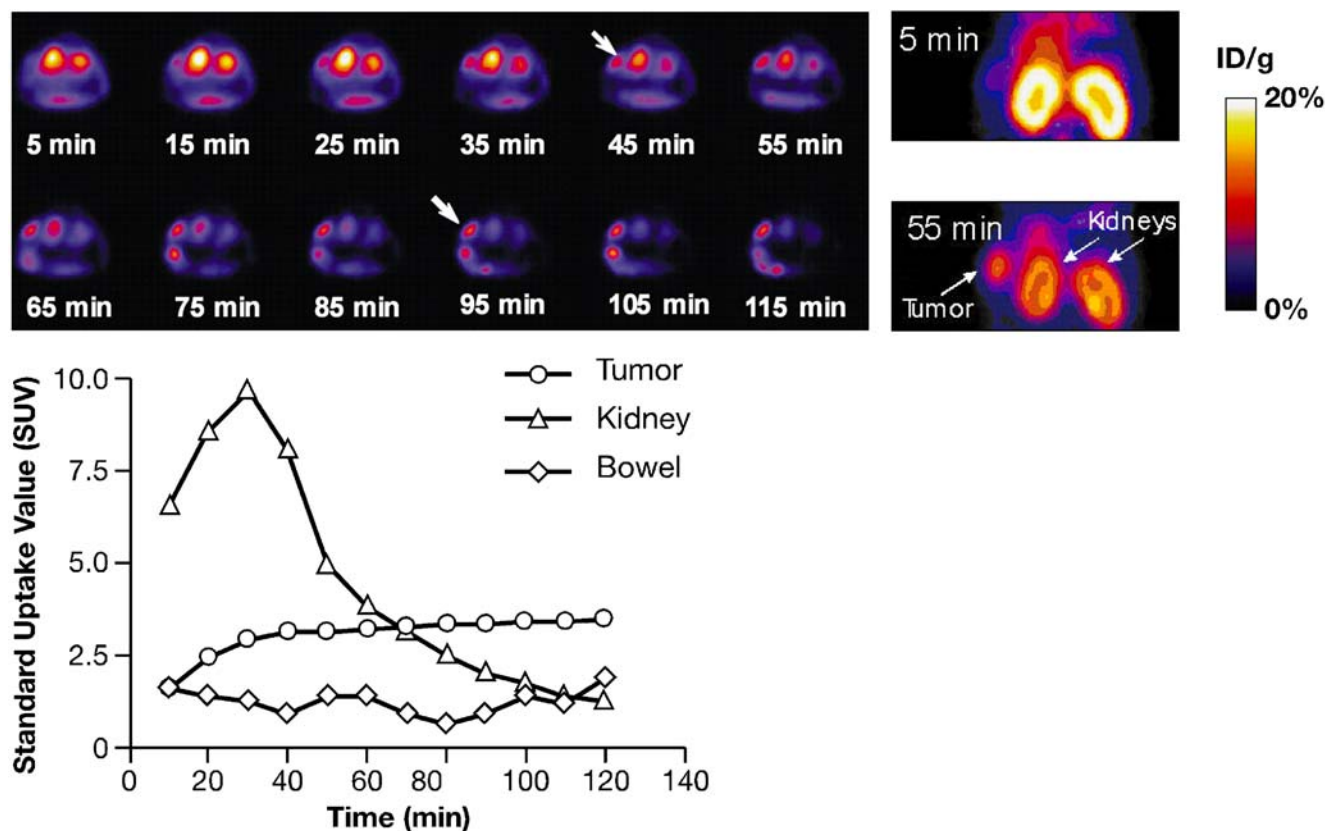 5 min 15 min 25 min 35 min 45 min 55 min
65 min 75 min 85 min 95 min 105 min 115 min
5 min
ID/g
20%
0%
55 min
Kidneys
Tumor
Standard Uptake Value (SUV)
10.0
7.5
5.0
2.5
0
0 20 40 60 80 100 120 140
Time (min)
Tumor
Kidney
Bowel